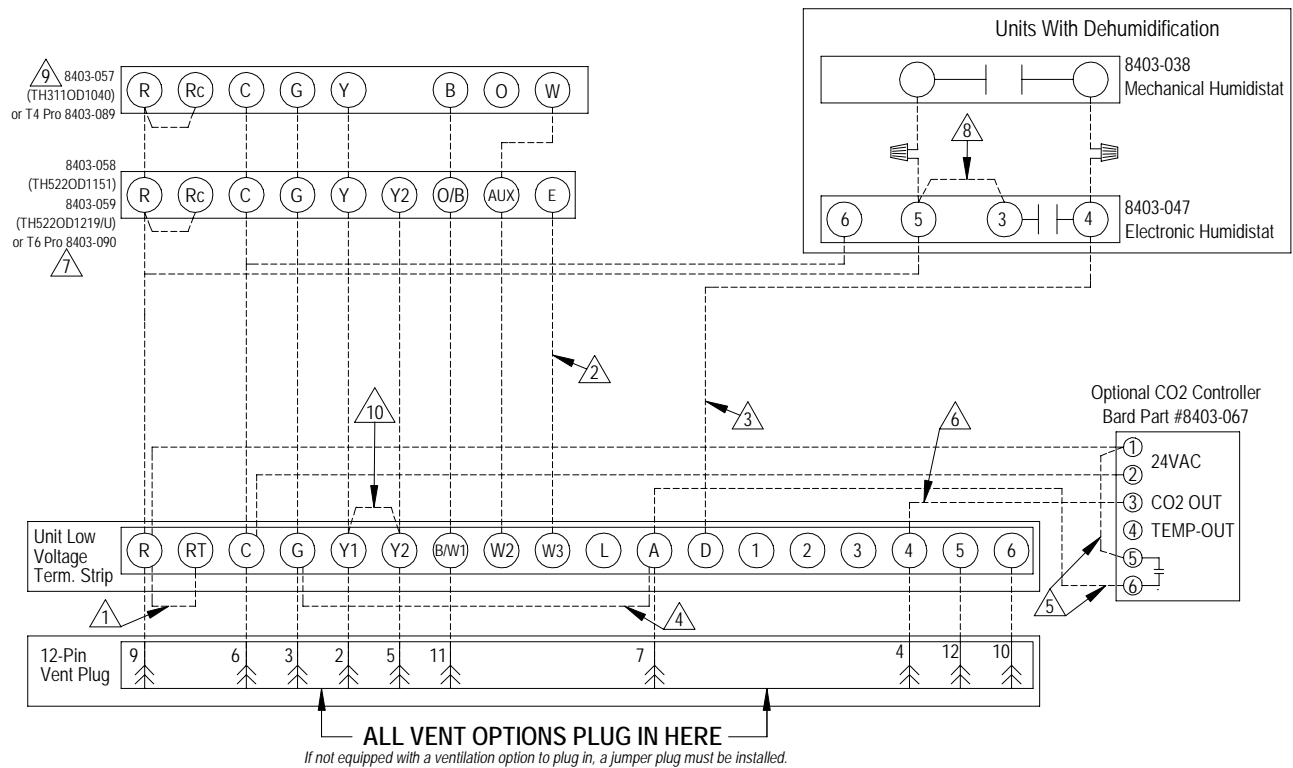 Units With Dehumidification
9 8403-057
(TH311OD1040)
or T4 Pro 8403-089
R Rc C G Y B O W
8403-038
Mechanical Humidistat
8
8403-058
(TH522OD1151)
8403-059
(TH522OD1219/U)
or T6 Pro 8403-090
7
R Rc C G Y Y2 O/B AUX E
6 5 3 4
8403-047
Electronic Humidistat
2
10
3
6
Optional CO2 Controller
Bard Part #8403-067
1
24VAC
2
3 CO2 OUT
4 TEMP-OUT
5
6
5
Unit Low
Voltage
Term. Strip
R RT C G Y1 Y2 B/W1 W2 W3 L A D 1 2 3 4 5 6
1
4
12-Pin
Vent Plug
9 6 3 2 5 11 7 4 12 10
ALL VENT OPTIONS PLUG IN HERE
If not equipped with a ventilation option to plug in, a jumper plug must be installed.